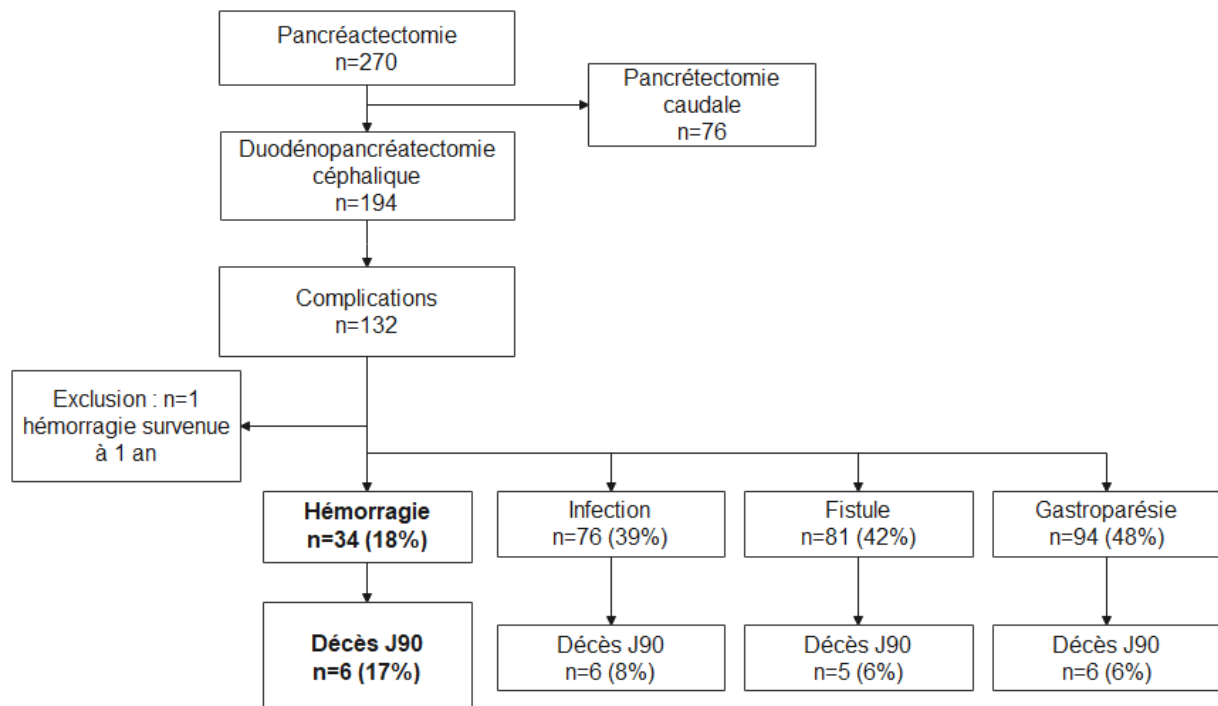 Pancréactectomie
n=270
Pancrétectomie
caudale
n=76
Duodénopancréatectomie
céphalique
n=194
Complications
n=132
Exclusion : n=1
hémorragie survenue
à 1 an
Hémorragie
n=34 (18%)
Infection
n=76 (39%)
Fistule
n=81 (42%)
Gastroparésie
n=94 (48%)
Décès J90
n=6 (17%)
Décès J90
n=6 (8%)
Décès J90
n=5 (6%)
Décès J90
n=6 (6%)